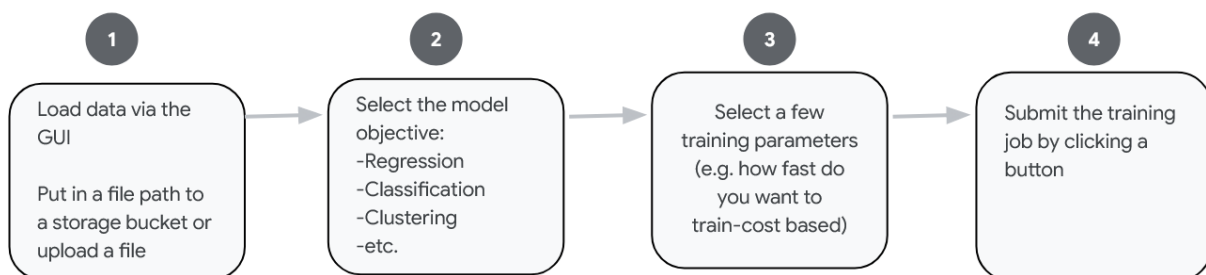 1
Load data via the
GUI
Put in a file path to
a storage bucket or
upload a file
2
Select the model
objective:
-Regression
-Classification
-Clustering
-etc.
3
Select a few
training parameters
(e.g. how fast do
you want to
train-cost based)
4
Submit the training
job by clicking a
button